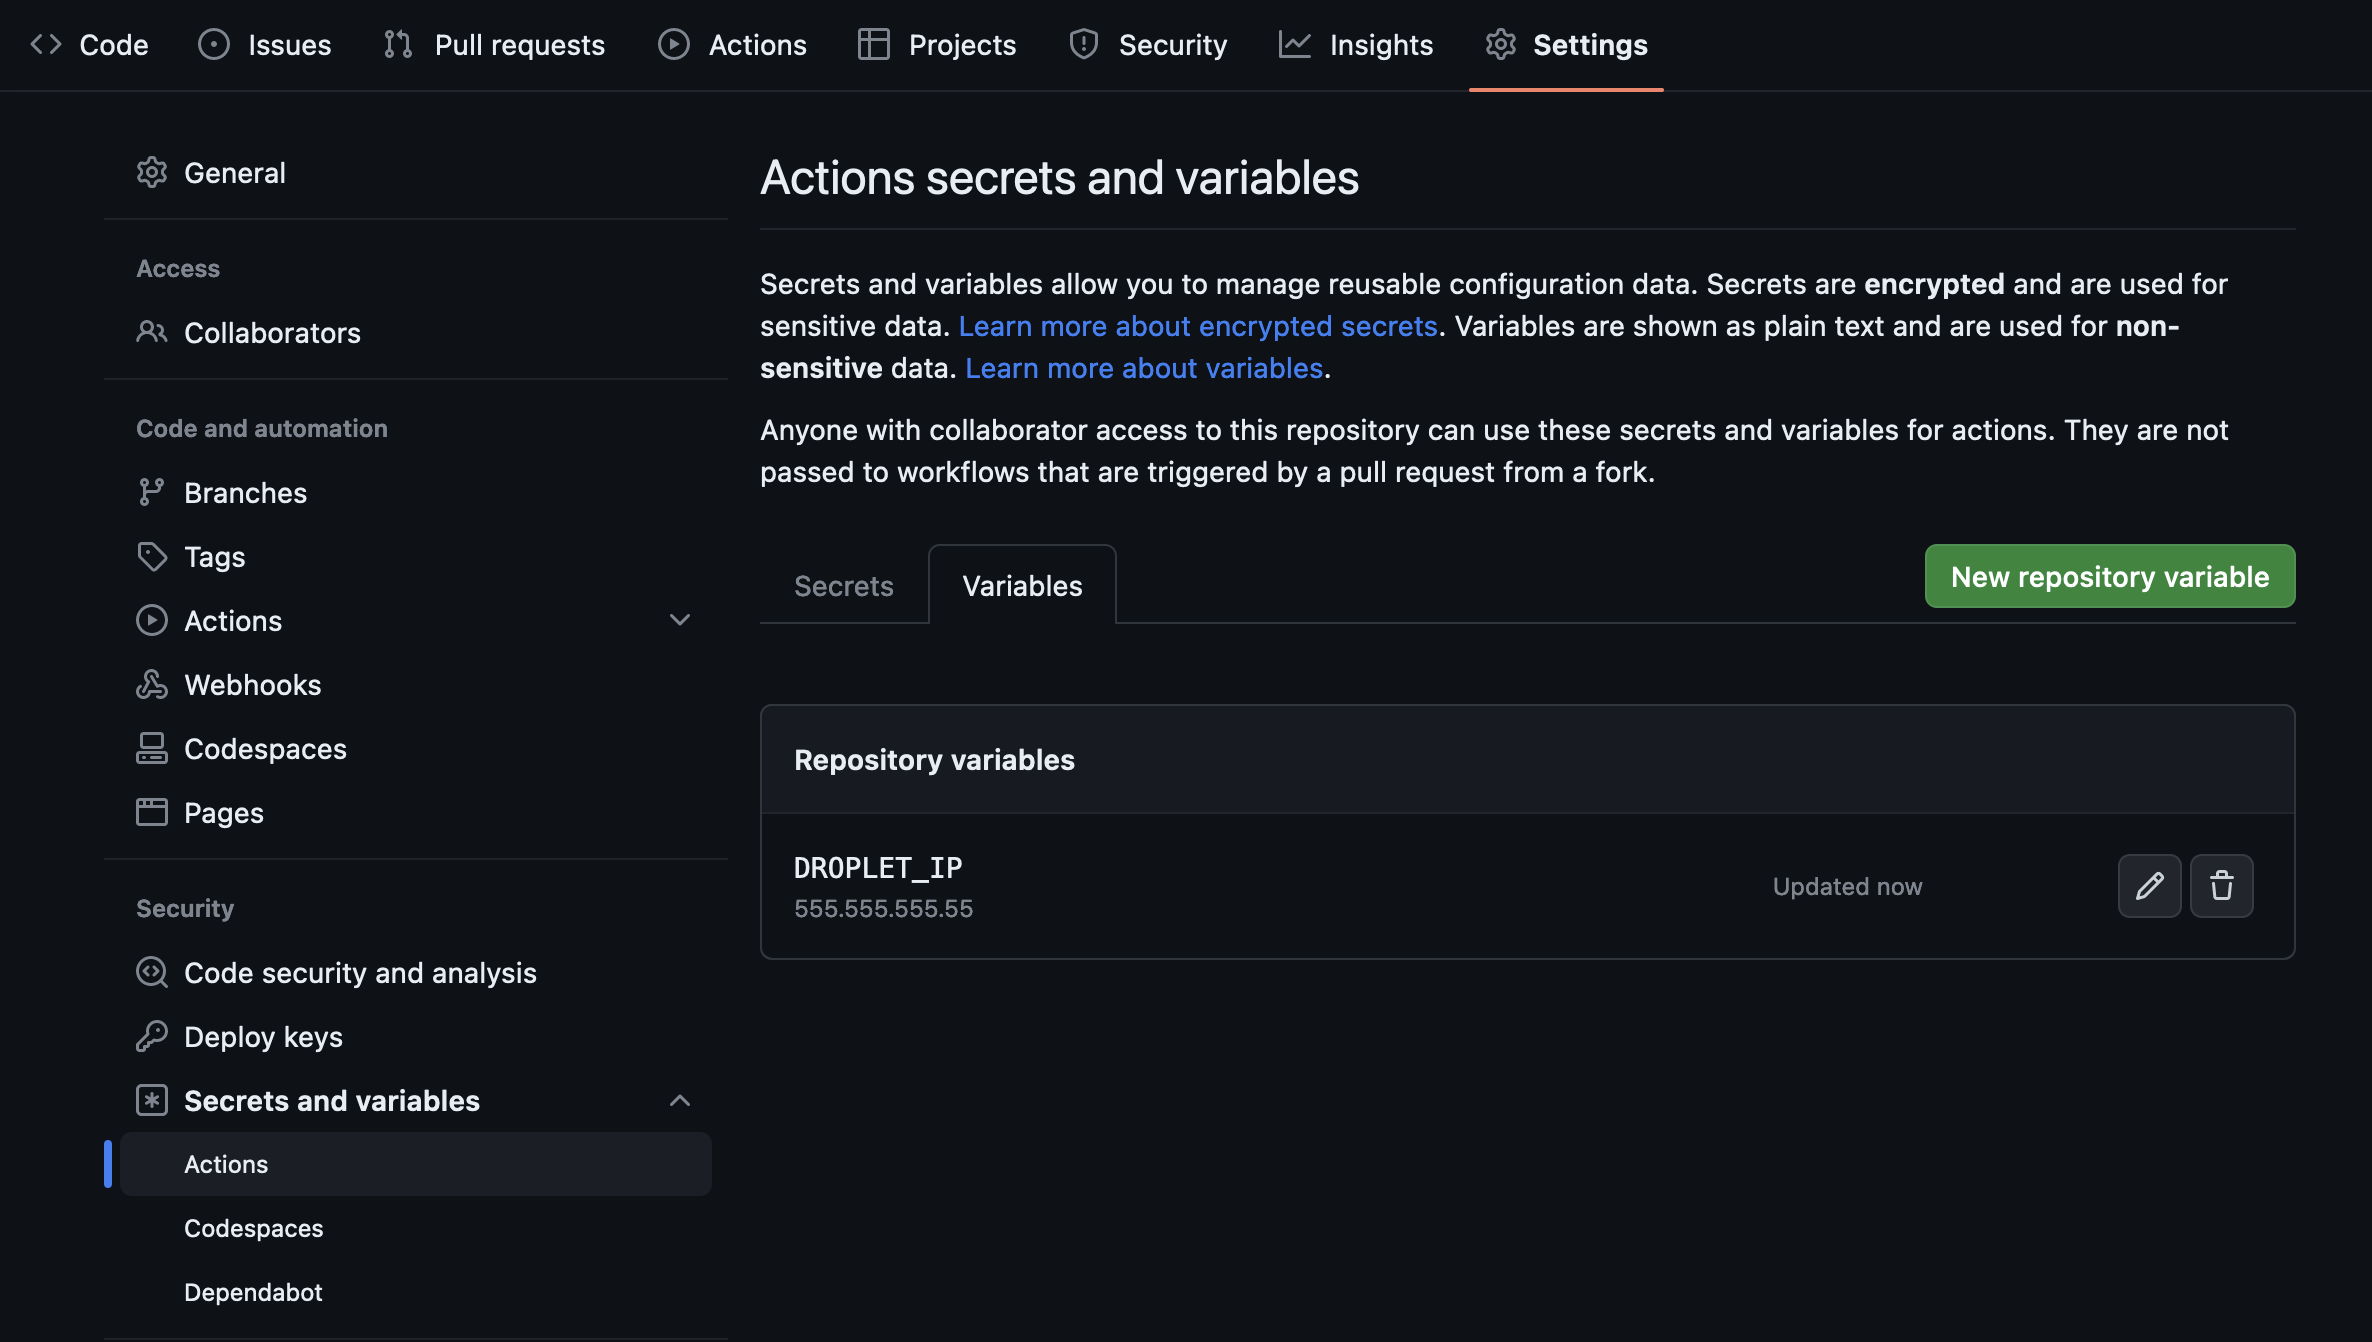 Code Issues Pull requests Actions Projects Security Insights Settings
General
Access
Collaborators
Code and automation
Branches
Tags
Actions
Webhooks
Codespaces
Pages
Security
Code security and analysis
Deploy keys
Secrets and variables
Actions
Codespaces
Dependabot
Actions secrets and variables
Secrets and variables allow you to manage reusable configuration data. Secrets are encrypted and are used for
sensitive data. Learn more about encrypted secrets. Variables are shown as plain text and are used for non-
sensitive data. Learn more about variables.
Anyone with collaborator access to this repository can use these secrets and variables for actions. They are not
passed to workflows that are triggered by a pull request from a fork.
Secrets Variables New repository variable
Repository variables
DROPLET_IP
555.555.555.55
Updated now